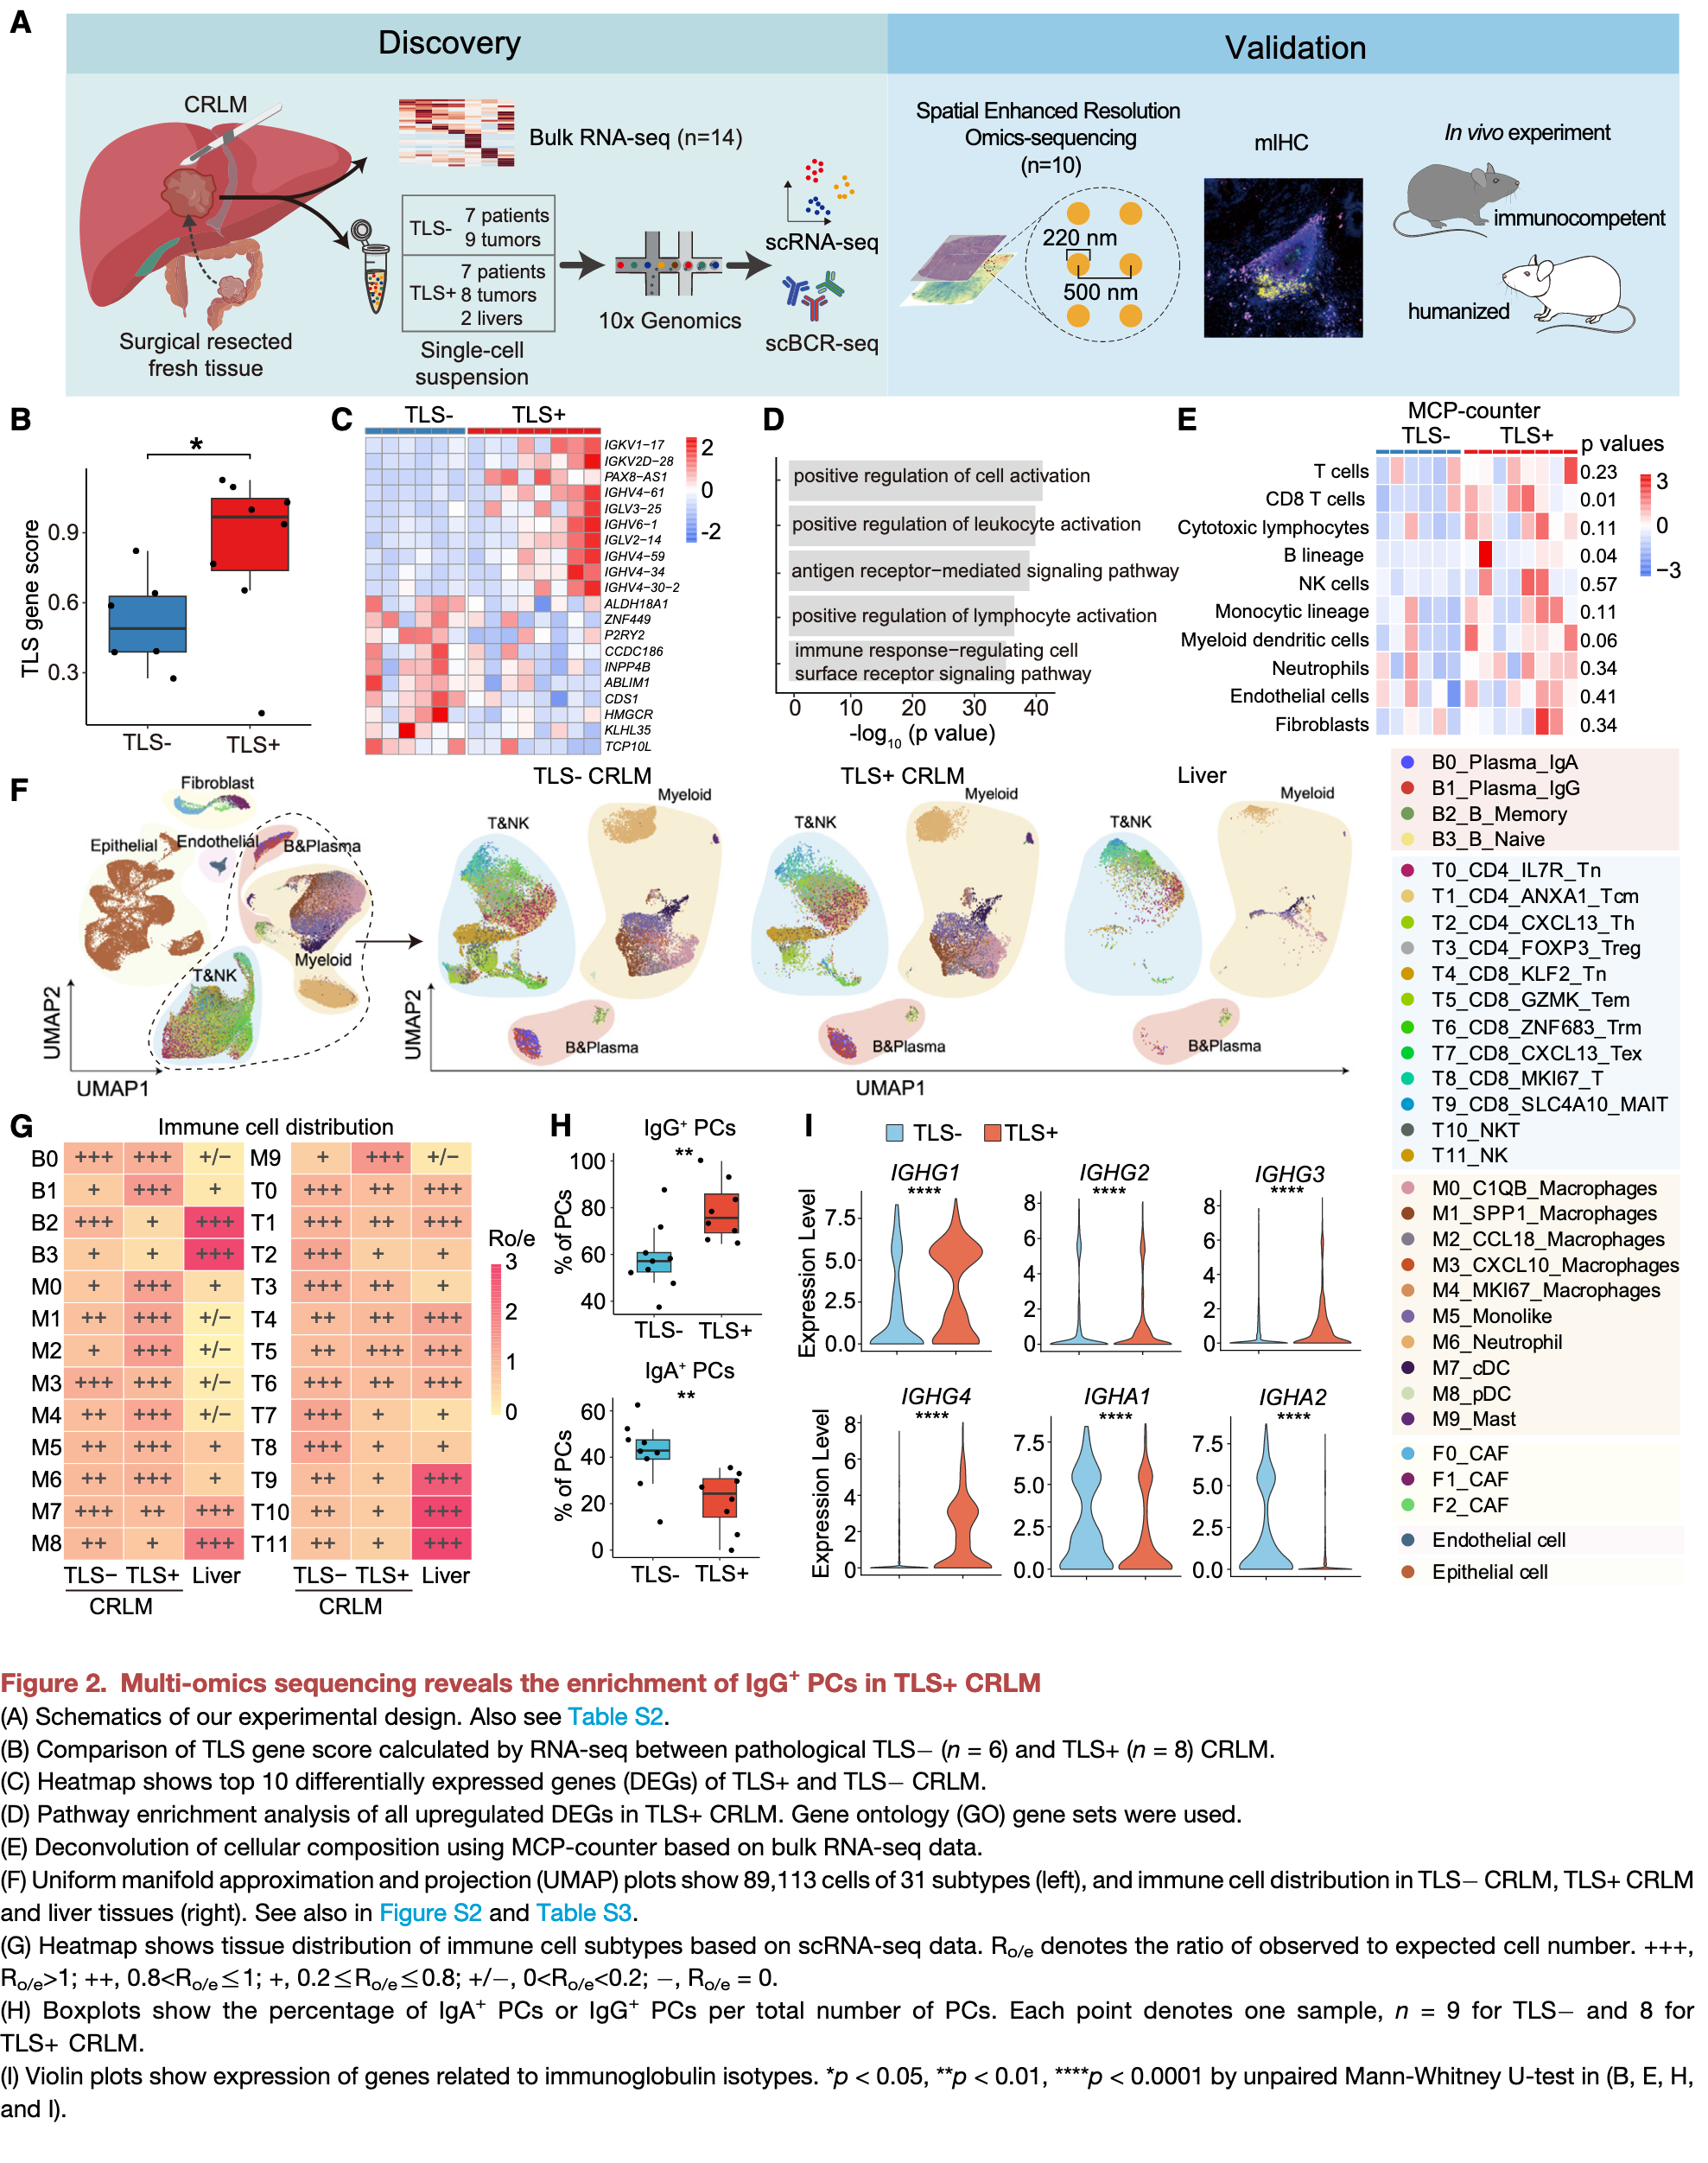 A
Discovery
Validation
CRLM
Bulk RNA-seq (n=14)
TLS-
7 patients
9 tumors
TLS+
7 patients
8 tumors
2 livers
Surgical resected
fresh tissue
Single-cell
suspension
10x Genomics
scRNA-seq
scBCR-seq
Spatial Enhanced Resolution
Omics-sequencing
(n=10)
220 nm
500 nm
mIHC
In vivo experiment
immunocompetent
humanized
B
*
TLS gene score
0.9
0.6
0.3
TLS-
TLS+
C
TLS-
TLS+
IGKV1−17
IGKV2D−28
PAX8−AS1
IGHV4−61
IGLV3−25
IGHV6−1
IGLV2−14
IGHV4−59
IGHV4−34
IGHV4−30−2
ALDH18A1
ZNF449
P2RY2
CCDC186
INPP4B
ABLIM1
CDS1
HMGCR
KLHL35
TCP10L
2
0
-2
D
positive regulation of cell activation
positive regulation of leukocyte activation
antigen receptor−mediated signaling pathway
positive regulation of lymphocyte activation
immune response−regulating cell
surface receptor signaling pathway
0 10 20 30 40
-log10 (p value)
E
MCP-counter
TLS-
TLS+
p values
T cells 0.23
CD8 T cells 0.01
Cytotoxic lymphocytes 0.11
B lineage 0.04
NK cells 0.57
Monocytic lineage 0.11
Myeloid dendritic cells 0.06
Neutrophils 0.34
Endothelial cells 0.41
Fibroblasts 0.34
3
0
−3
F
Fibroblast
Epithelial
Endothelial
B&Plasma
Myeloid
T&NK
UMAP2
UMAP1
TLS- CRLM
TLS+ CRLM
Liver
T&NK
Myeloid
B&Plasma
T&NK
Myeloid
B&Plasma
T&NK
Myeloid
B&Plasma
UMAP2
UMAP1
B0_Plasma_IgA
B1_Plasma_IgG
B2_B_Memory
B3_B_Naive
T0_CD4_IL7R_Tn
T1_CD4_ANXA1_Tcm
T2_CD4_CXCL13_Th
T3_CD4_FOXP3_Treg
T4_CD8_KLF2_Tn
T5_CD8_GZMK_Tem
T6_CD8_ZNF683_Trm
T7_CD8_CXCL13_Tex
T8_CD8_MKI67_T
T9_CD8_SLC4A10_MAIT
T10_NKT
T11_NK
M0_C1QB_Macrophages
M1_SPP1_Macrophages
M2_CCL18_Macrophages
M3_CXCL10_Macrophages
M4_MKI67_Macrophages
M5_Monolike
M6_Neutrophil
M7_cDC
M8_pDC
M9_Mast
F0_CAF
F1_CAF
F2_CAF
Endothelial cell
Epithelial cell
G
Immune cell distribution
B0 +++ +++ +/−
B1 + +++ +
B2 +++ + +++
B3 + + +++
M0 + +++ +
M1 ++ +++ +/−
M2 + +++ +/−
M3 +++ +++ +/−
M4 ++ +++ +/−
M5 ++ +++ +
M6 ++ +++ +
M7 +++ ++ +++
M8 ++ + +++
TLS− TLS+ Liver
CRLM
M9 + +++ +/−
T0 +++ ++ +++
T1 +++ ++ +++
T2 +++ + +
T3 +++ ++ +
T4 ++ ++ +++
T5 ++ +++ +++
T6 +++ ++ +++
T7 +++ + +
T8 +++ + +
T9 ++ + +++
T10 ++ + +++
T11 ++ + +++
TLS− TLS+ Liver
CRLM
Ro/e
3
2
1
0
H
IgG+ PCs
**
% of PCs
100
80
60
40
TLS-
TLS+
IgA+ PCs
**
% of PCs
60
40
20
0
TLS-
TLS+
I
TLS-
TLS+
Expression Level
IGHG1
****
7.5
5.0
2.5
0.0
IGHG2
****
8
6
4
2
0
IGHG3
****
8
6
4
2
0
Expression Level
IGHG4
****
8
6
4
2
0
IGHA1
****
7.5
5.0
2.5
0.0
IGHA2
****
7.5
5.0
2.5
0.0
Figure 2. Multi-omics sequencing reveals the enrichment of IgG+ PCs in TLS+ CRLM
(A) Schematics of our experimental design. Also see Table S2.
(B) Comparison of TLS gene score calculated by RNA-seq between pathological TLS− (n = 6) and TLS+ (n = 8) CRLM.
(C) Heatmap shows top 10 differentially expressed genes (DEGs) of TLS+ and TLS− CRLM.
(D) Pathway enrichment analysis of all upregulated DEGs in TLS+ CRLM. Gene ontology (GO) gene sets were used.
(E) Deconvolution of cellular composition using MCP-counter based on bulk RNA-seq data.
(F) Uniform manifold approximation and projection (UMAP) plots show 89,113 cells of 31 subtypes (left), and immune cell distribution in TLS− CRLM, TLS+ CRLM
and liver tissues (right). See also in Figure S2 and Table S3.
(G) Heatmap shows tissue distribution of immune cell subtypes based on scRNA-seq data. Ro/e denotes the ratio of observed to expected cell number. +++,
Ro/e>1; ++, 0.8<Ro/e≤1; +, 0.2≤Ro/e≤0.8; +/−, 0<Ro/e<0.2; −, Ro/e = 0.
(H) Boxplots show the percentage of IgA+ PCs or IgG+ PCs per total number of PCs. Each point denotes one sample, n = 9 for TLS− and 8 for
TLS+ CRLM.
(I) Violin plots show expression of genes related to immunoglobulin isotypes. *p < 0.05, **p < 0.01, ****p < 0.0001 by unpaired Mann-Whitney U-test in (B, E, H,
and I).